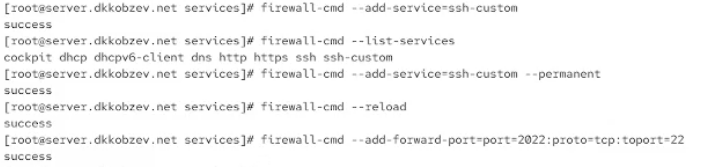 [root@server.dkkobzev.net services]# firewall-cmd --add-service=ssh-custom
success
[root@server.dkkobzev.net services]# firewall-cmd --list-services
cockpit dhcp dhcpv6-client dns http https ssh ssh-custom
[root@server.dkkobzev.net services]# firewall-cmd --add-service=ssh-custom --permanent
success
[root@server.dkkobzev.net services]# firewall-cmd --reload
success
[root@server.dkkobzev.net services]# firewall-cmd --add-forward-port=port=2022:proto=tcp:toport=22
success